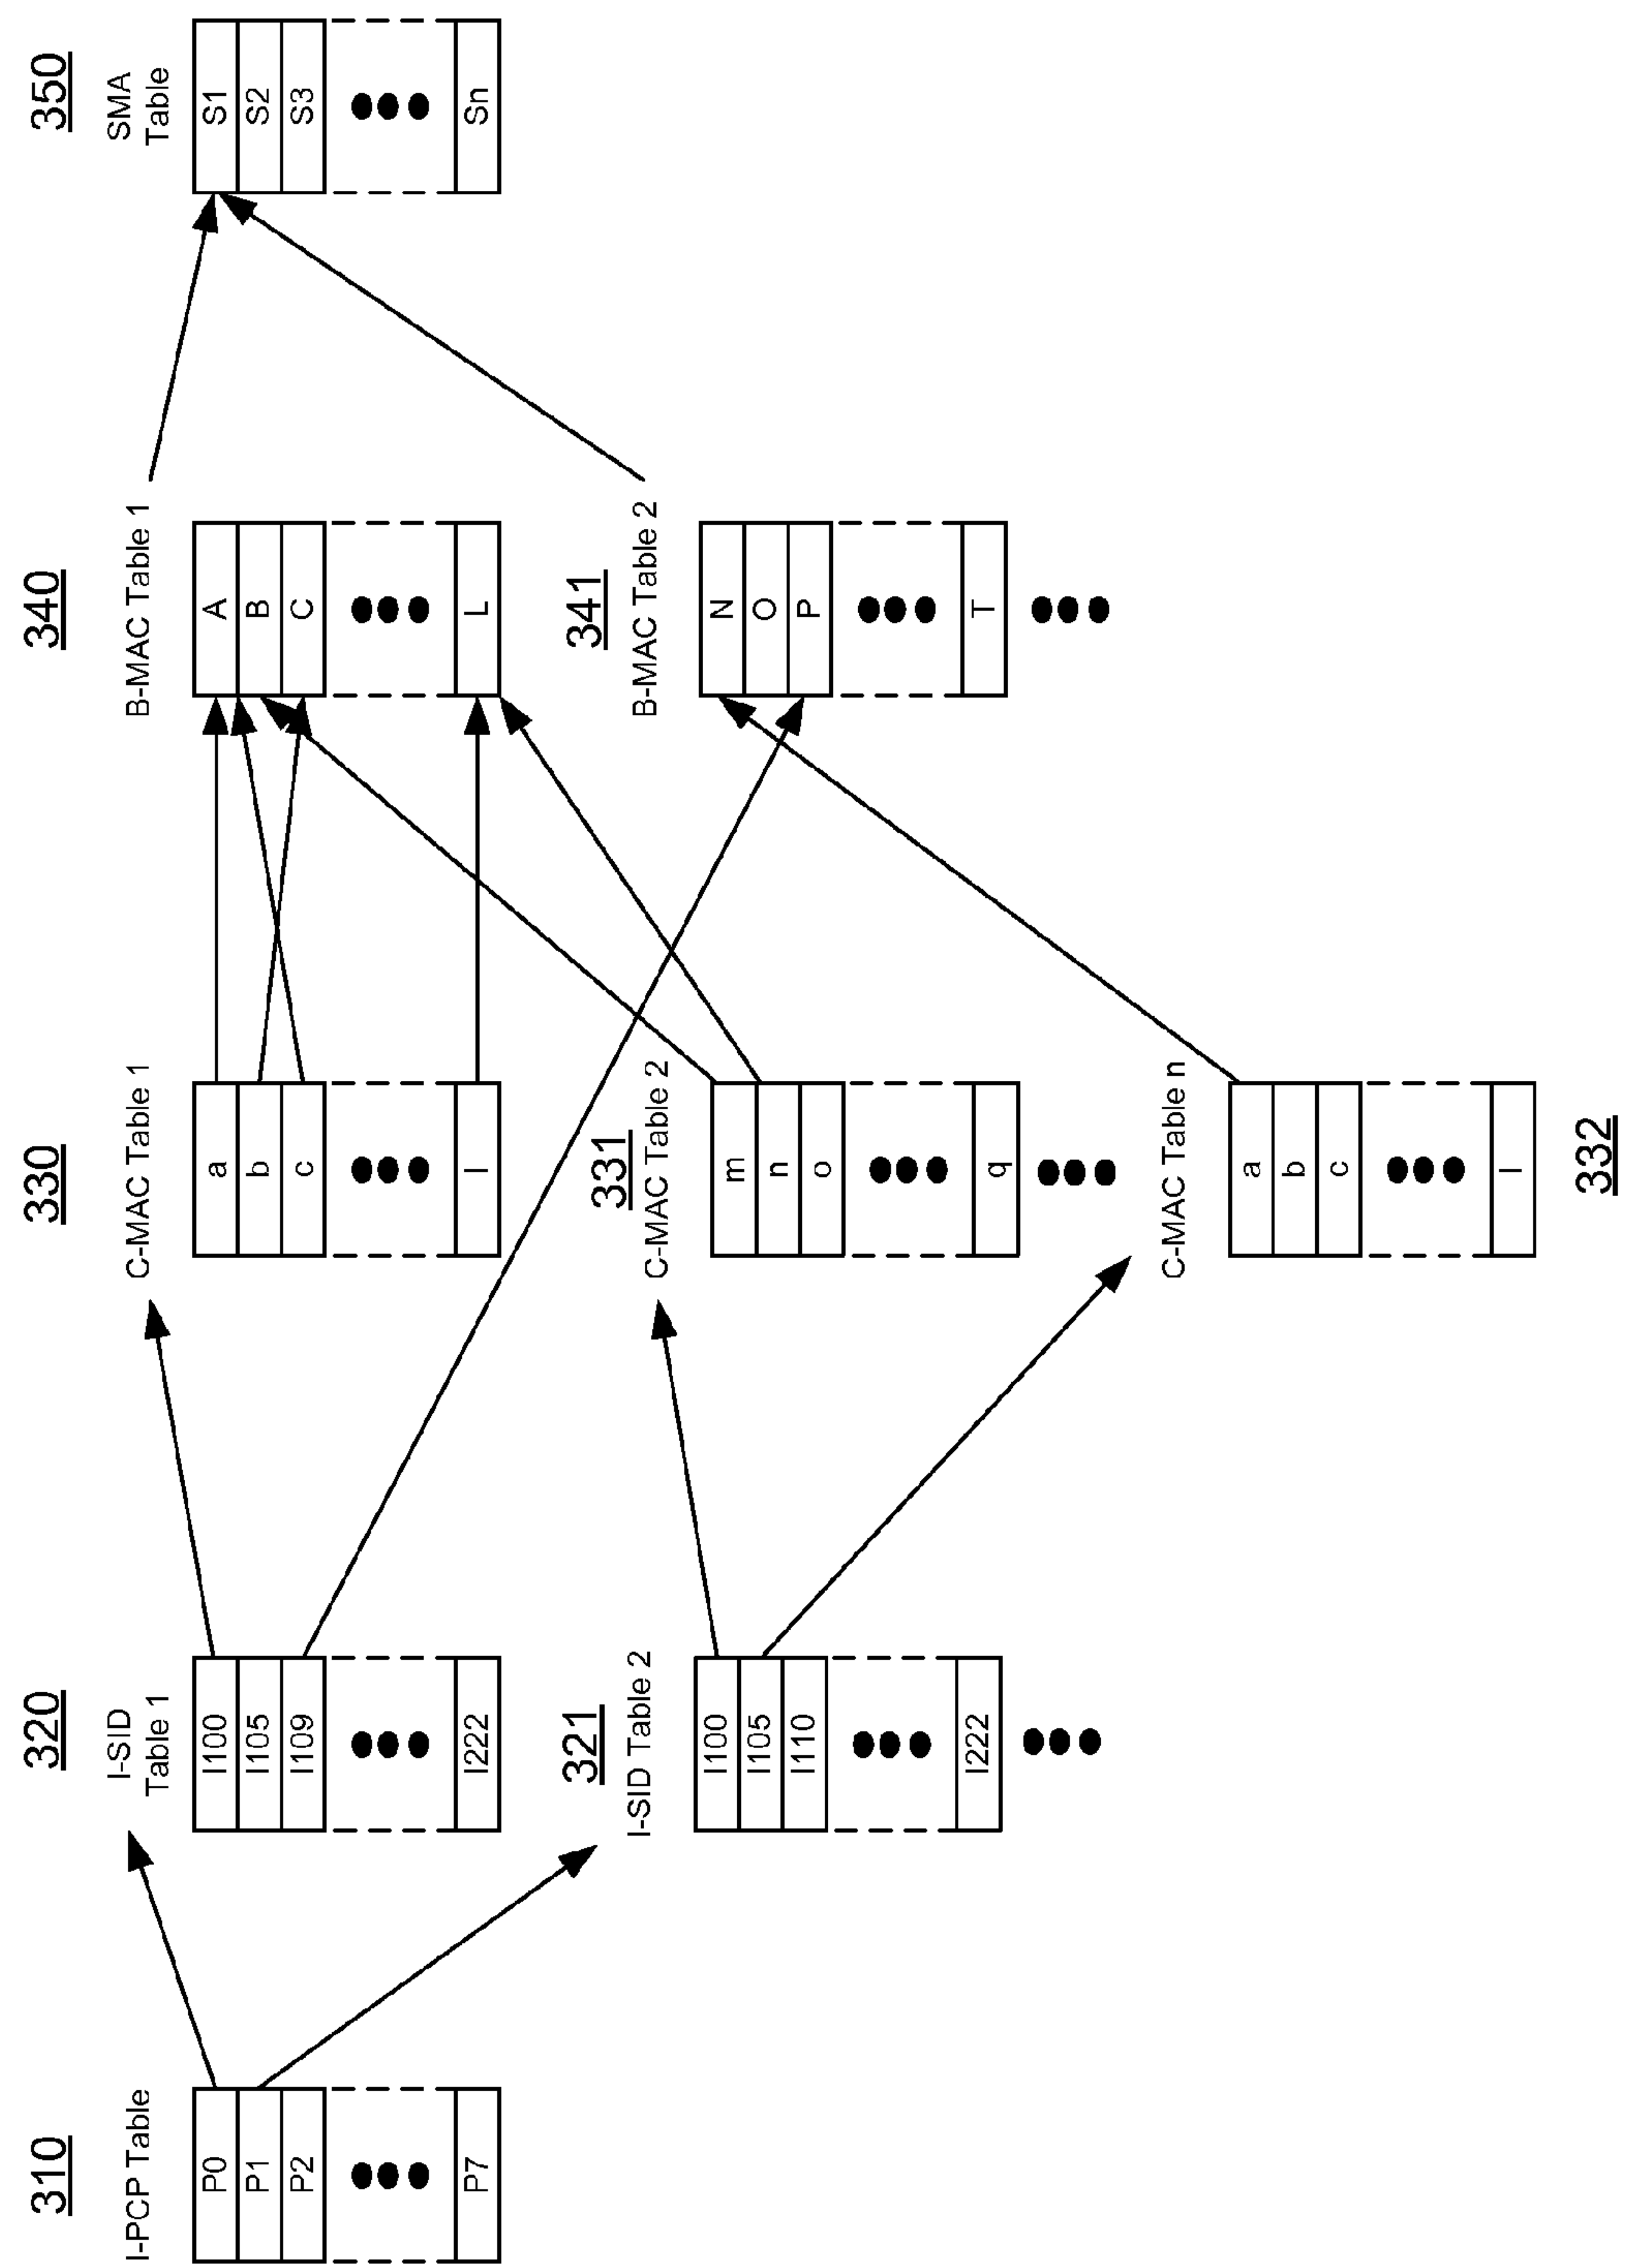 310
I-PCP Table
P0
P1
P2
P7
320
I-SID
Table 1
I100
I105
I109
I222
321
I-SID Table 2
I100
I105
I110
I222
330
C-MAC Table 1
a
b
c
l
331
C-MAC Table 2
m
n
o
q
C-MAC Table n
a
b
c
l
332
340
B-MAC Table 1
A
B
C
L
341
B-MAC Table 2
N
O
P
T
350
SMA
Table
S1
S2
S3
Sn